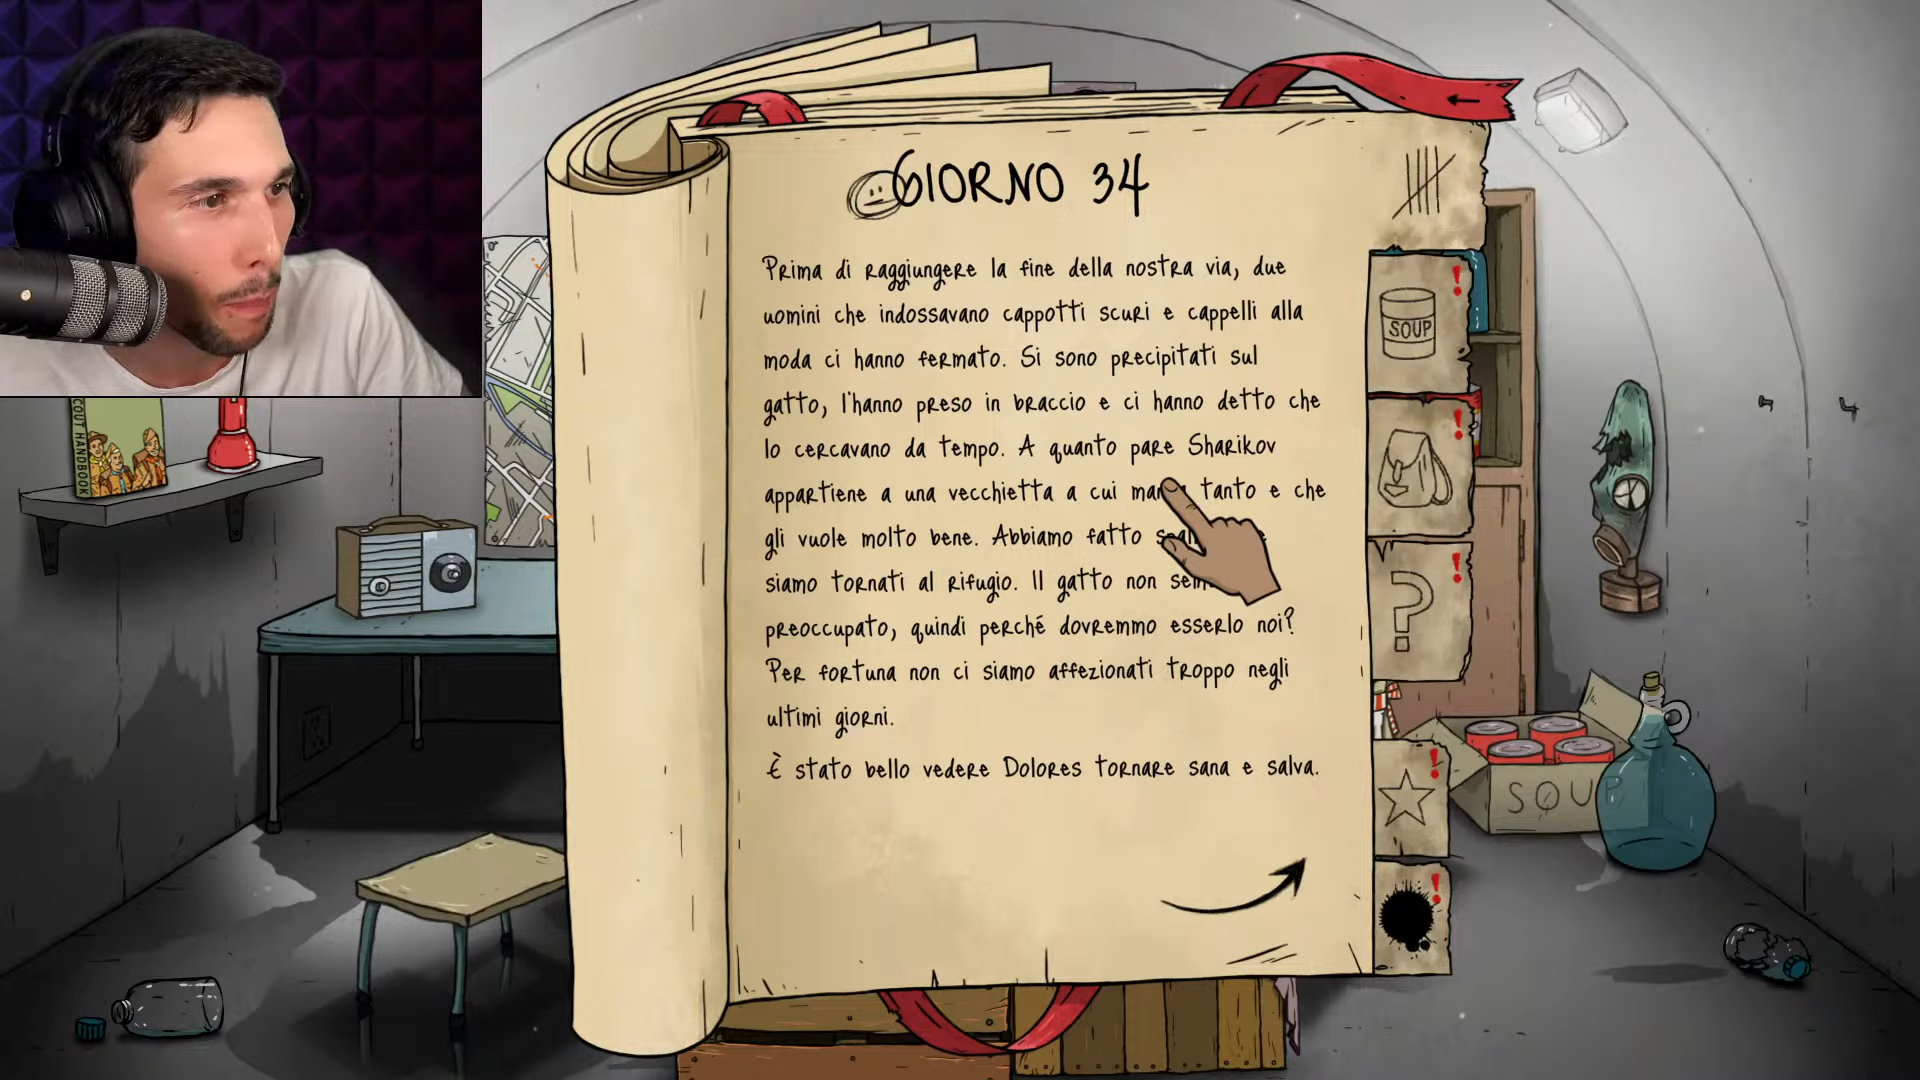 GIORNO 34
Prima di raggiungere la fine della nostra via, due
uomini che indossavano cappotti scuri e cappelli alla
moda ci hanno fermato. Si sono precipitati sul
gatto, l'hanno preso in braccio e ci hanno detto che
lo cercavano da tempo. A quanto pare Sharikov
appartiene a una vecchietta a cui tanto e che
gli vuole molto bene. Abbiamo fatto
siamo tornati al rifugio. Il gatto non
preoccupato, quindi perché dovremmo esserlo noi?
Per fortuna non ci siamo affezionati troppo negli
ultimi giorni.
È stato bello vedere Dolores tornare sana e salva.
SOUP
?
SOUP
COUT HANDBOOK